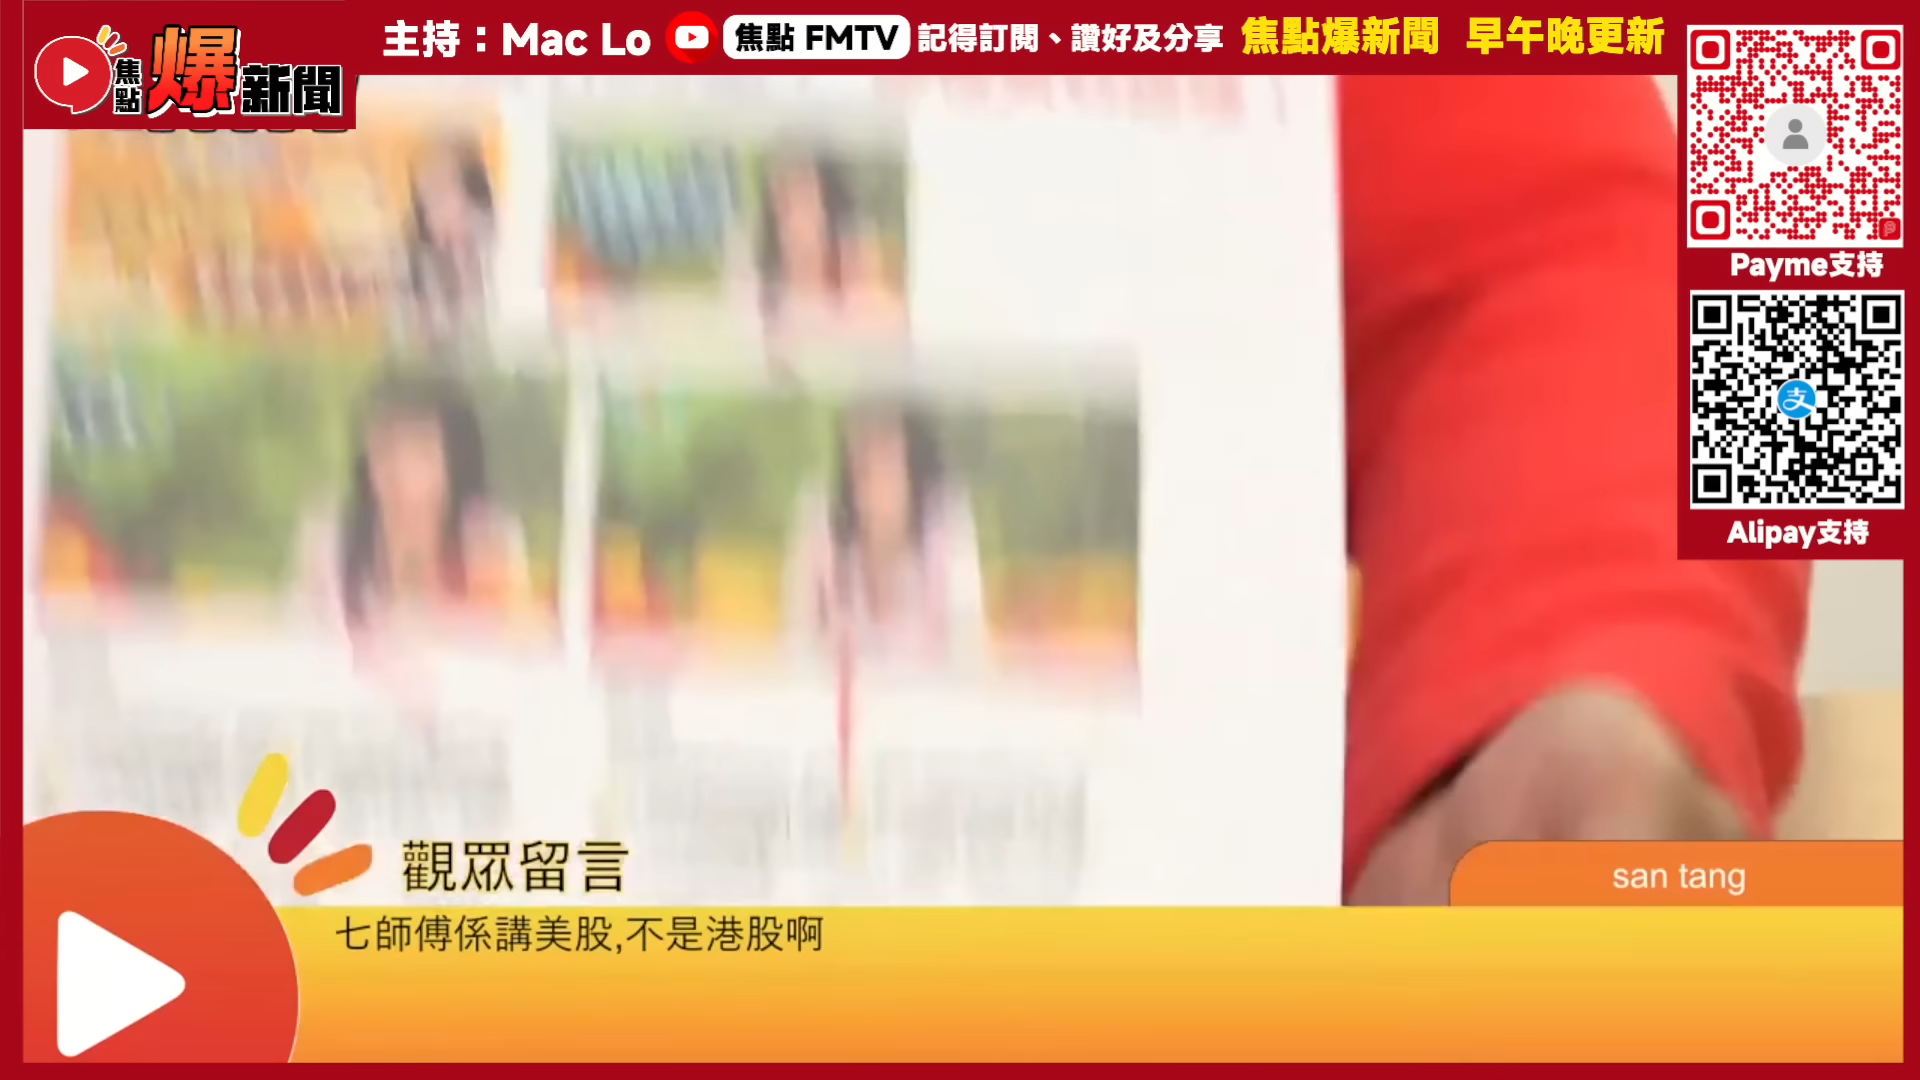 焦點爆新聞
主持：Mac Lo
焦點 FMTV
記得訂閱、讚好及分享
焦點爆新聞 早午晚更新
Payme支持
支
Alipay支持
觀眾留言
san tang
七師傅係講美股,不是港股啊